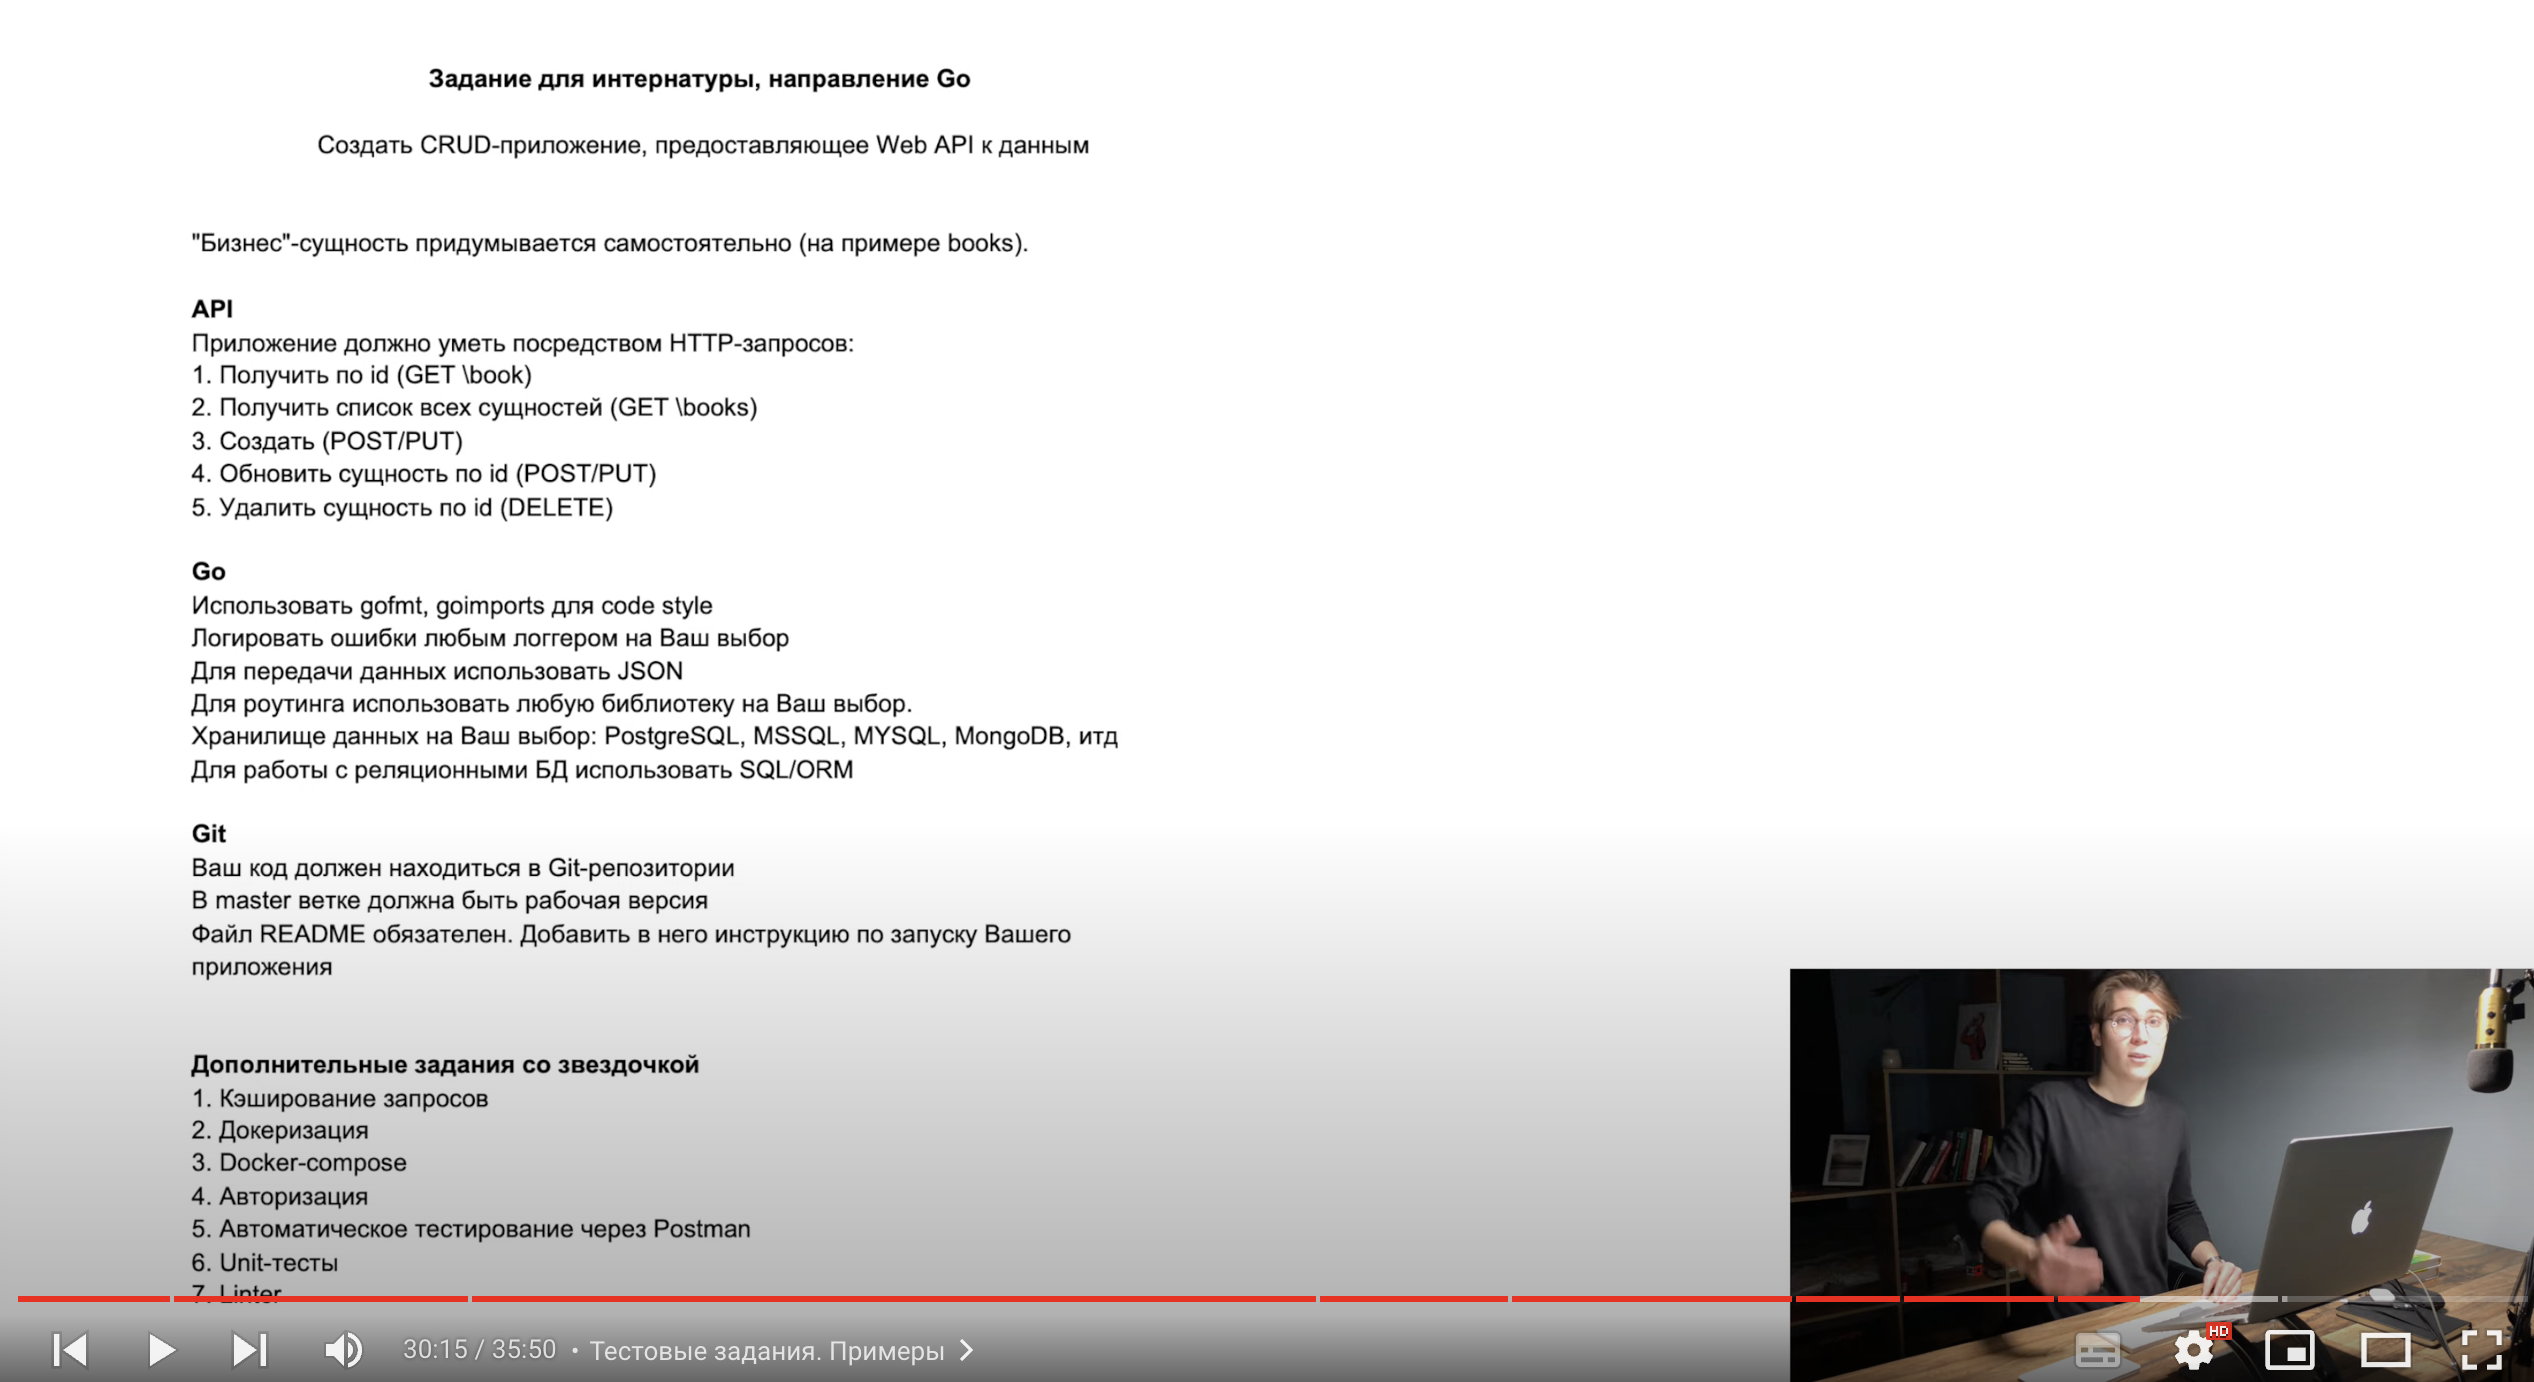 Задание для интернатуры, направление Go
Создать CRUD-приложение, предоставляющее Web API к данным
"Бизнес"-сущность придумывается самостоятельно (на примере books).
API
Приложение должно уметь посредством HTTP-запросов:
1. Получить по id (GET \book)
2. Получить список всех сущностей (GET \books)
3. Создать (POST/PUT)
4. Обновить сущность по id (POST/PUT)
5. Удалить сущность по id (DELETE)
Go
Использовать gofmt, goimports для code style
Логировать ошибки любым логгером на Ваш выбор
Для передачи данных использовать JSON
Для роутинга использовать любую библиотеку на Ваш выбор.
Хранилище данных на Ваш выбор: PostgreSQL, MSSQL, MYSQL, MongoDB, итд
Для работы с реляционными БД использовать SQL/ORM
Git
Ваш код должен находиться в Git-репозитории
В master ветке должна быть рабочая версия
Файл README обязателен. Добавить в него инструкцию по запуску Вашего
приложения
Дополнительные задания со звездочкой
1. Кэширование запросов
2. Докеризация
3. Docker-compose
4. Авторизация
5. Автоматическое тестирование через Postman
6. Unit-тесты
7. Linter
30:15 / 35:50 • Тестовые задания. Примеры
HD